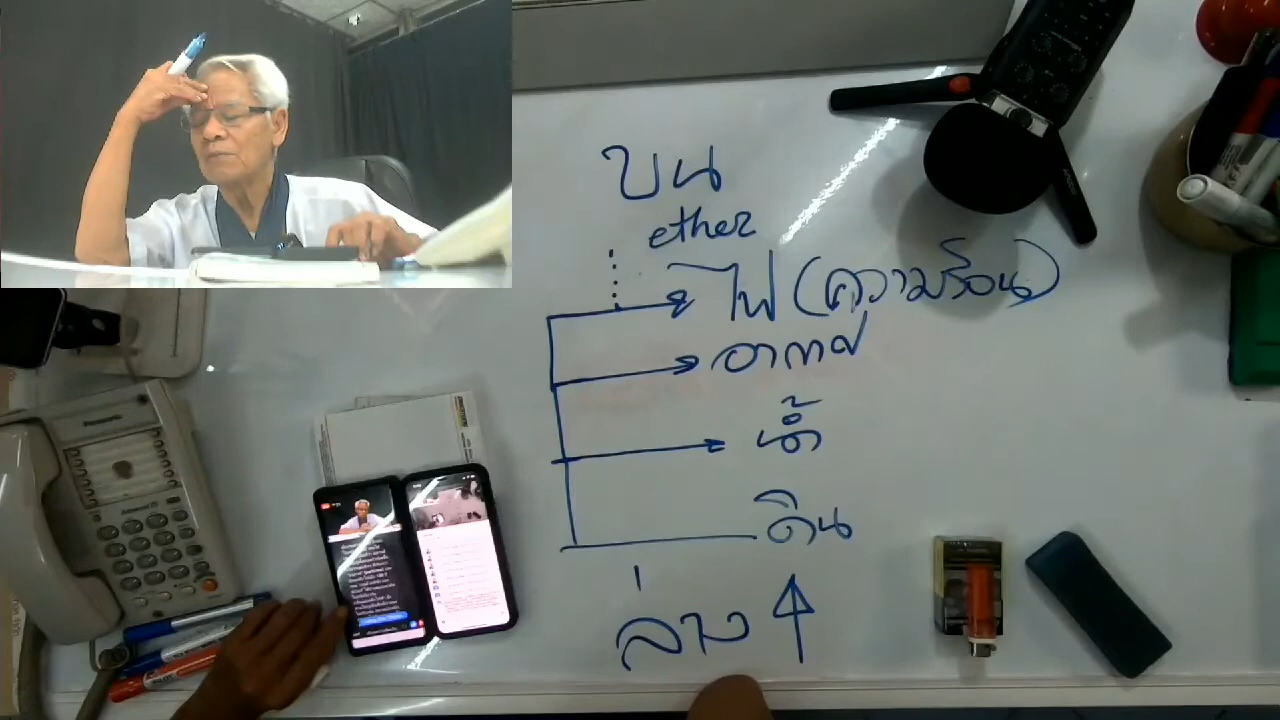 บน
ether
ไฟ (ความร้อน)
อากาศ
น้ำ
ดิน
ล่าง